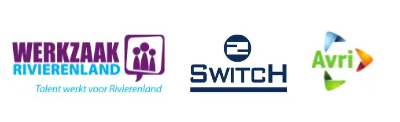 WERKZAAK
RIVIERENLAND
Talent werkt voor Rivierenland
SWITCH
Avri